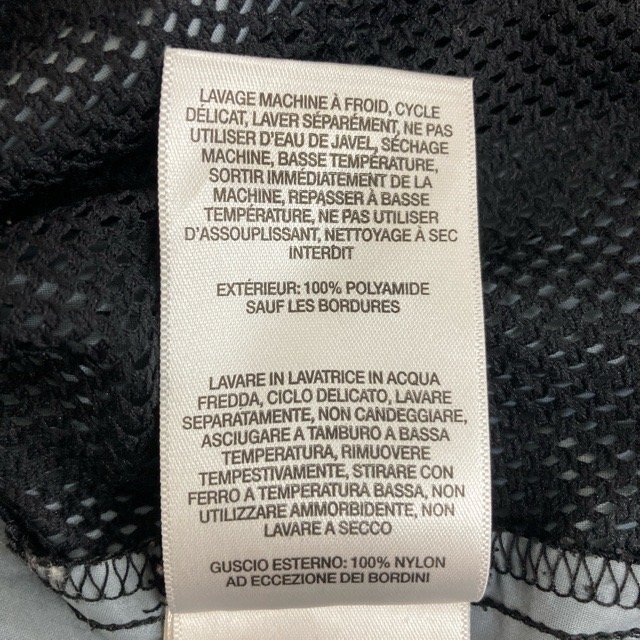 LAVAGE MACHINE À FROID, CYCLE
DÉLICAT, LAVER SÉPARÉMENT, NE PAS
UTILISER D'EAU DE JAVEL, SÉCHAGE
MACHINE, BASSE TEMPÉRATURE,
SORTIR IMMÉDIATEMENT DE LA
MACHINE, REPASSER À BASSE
TEMPÉRATURE, NE PAS UTILISER
D'ASSOUPLISSANT, NETTOYAGE À SEC
INTERDIT
EXTÉRIEUR: 100% POLYAMIDE
SAUF LES BORDURES
LAVARE IN LAVATRICE IN ACQUA
FREDDA, CICLO DELICATO, LAVARE
SEPARATAMENTE, NON CANDEGGIARE,
ASCIUGARE A TAMBURO A BASSA
TEMPERATURA, RIMUOVERE
TEMPESTIVAMENTE, STIRARE CON
FERRO A TEMPERATURA BASSA, NON
UTILIZZARE AMMORBIDENTE, NON
LAVARE A SECCO
GUSCIO ESTERNO: 100% NYLON
AD ECCEZIONE DEI BORDINI